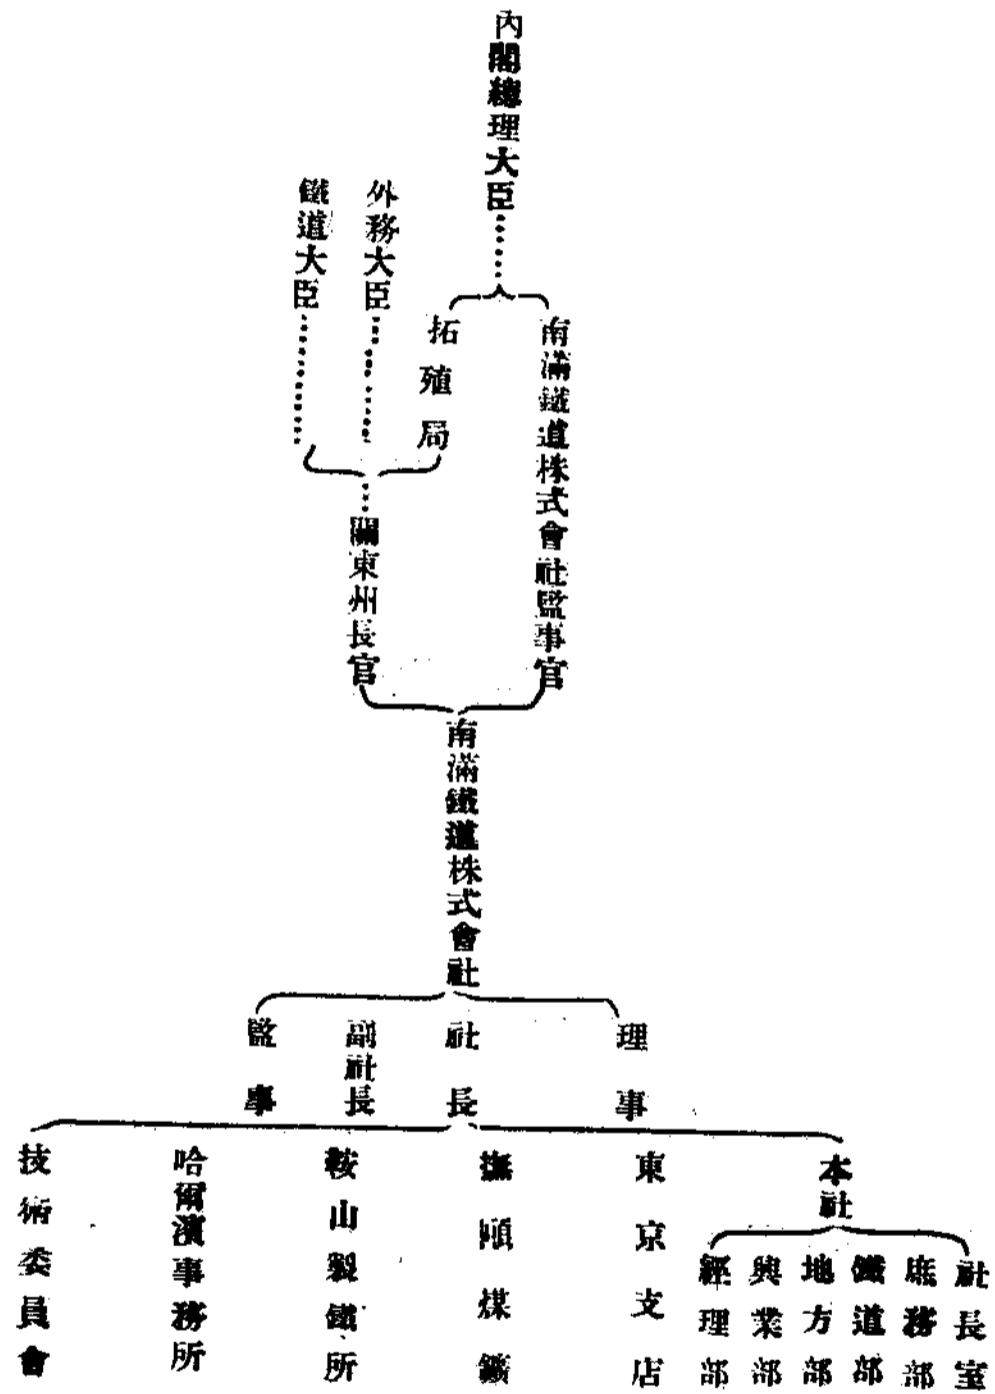 內閣總理大臣
南滿鐵道株式會社監事官
拓殖局
外務大臣
鐵道大臣
關東州長官
南滿鐵道株式會社
理事
社長
副社長
監事
本社
社長室
庶務部
鐵道部
地方部
興業部
經理部
東京支店
撫順煤鑛
鞍山製鐵所
哈爾濱事務所
技術委員會